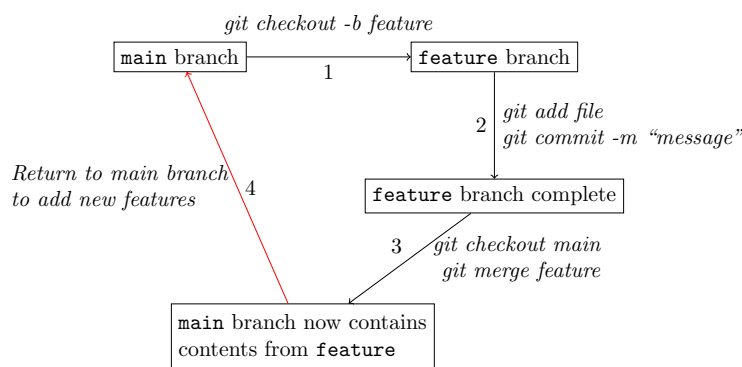 git checkout -b feature
main branch
1
feature branch
2
git add file
git commit -m “message”
Return to main branch
to add new features
4
feature branch complete
3
git checkout main
git merge feature
main branch now contains
contents from feature